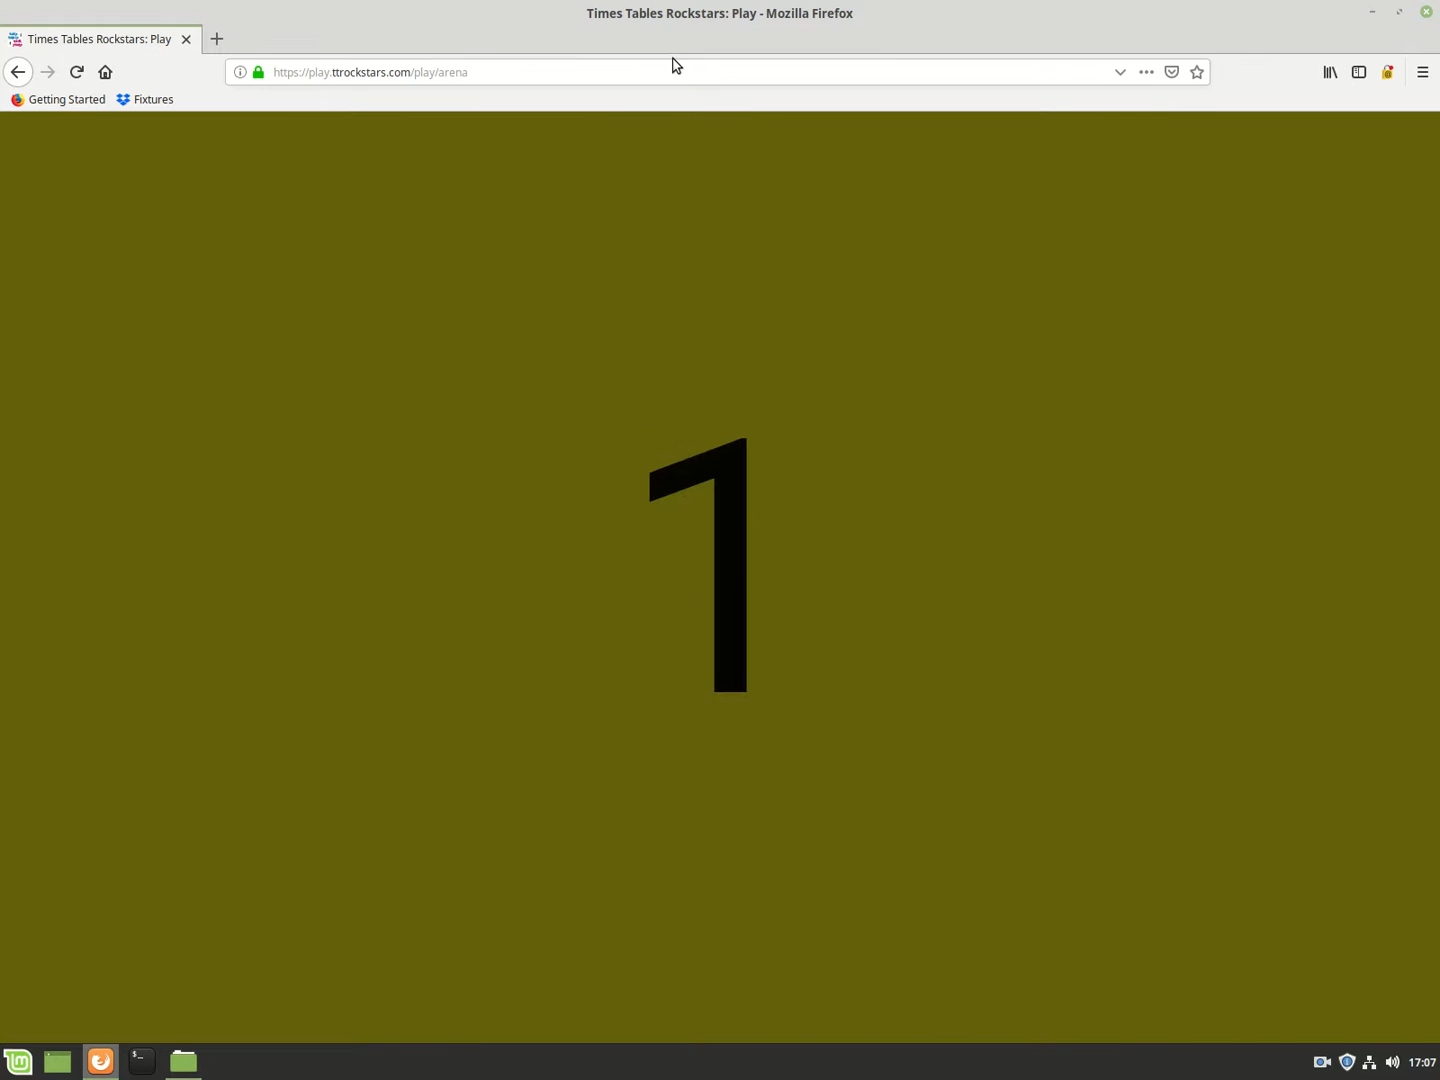 Times Tables Rockstars: Play - Mozilla Firefox
Times Tables Rockstars: Play
https://play.ttrockstars.com/play/arena
Getting Started
Fixtures
1
17:07